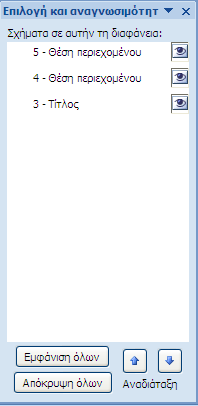 Επιλογή και αναγνωσιμότητ
Σχήματα σε αυτήν τη διαφάνεια:
5 - Θέση περιεχομένου
4 - Θέση περιεχομένου
3 - Τίτλος
Εμφάνιση όλων
Απόκρυψη όλων
Αναδιάταξη